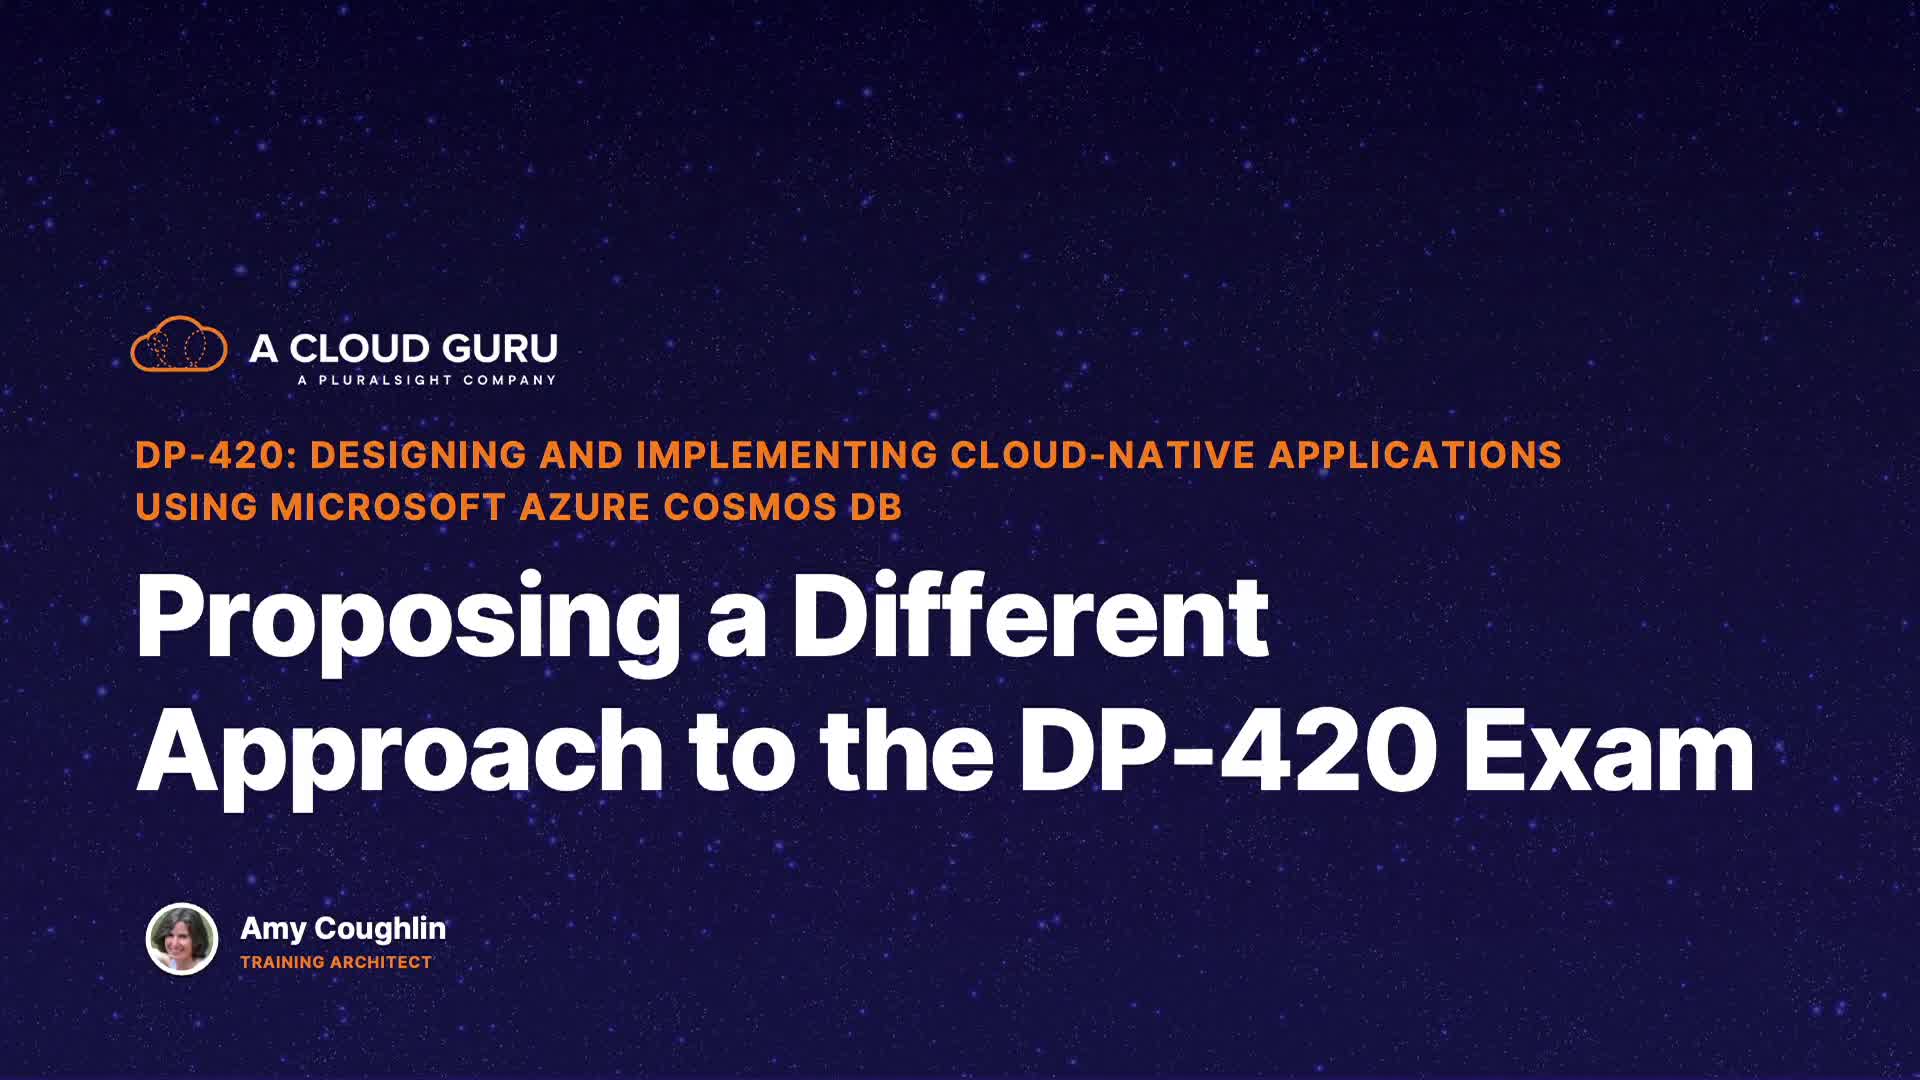 A CLOUD GURU
A PLURALSIGHT COMPANY
DP-420: DESIGNING AND IMPLEMENTING CLOUD-NATIVE APPLICATIONS
USING MICROSOFT AZURE COSMOS DB
Proposing a Different
Approach to the DP-420 Exam
Amy Coughlin
TRAINING ARCHITECT